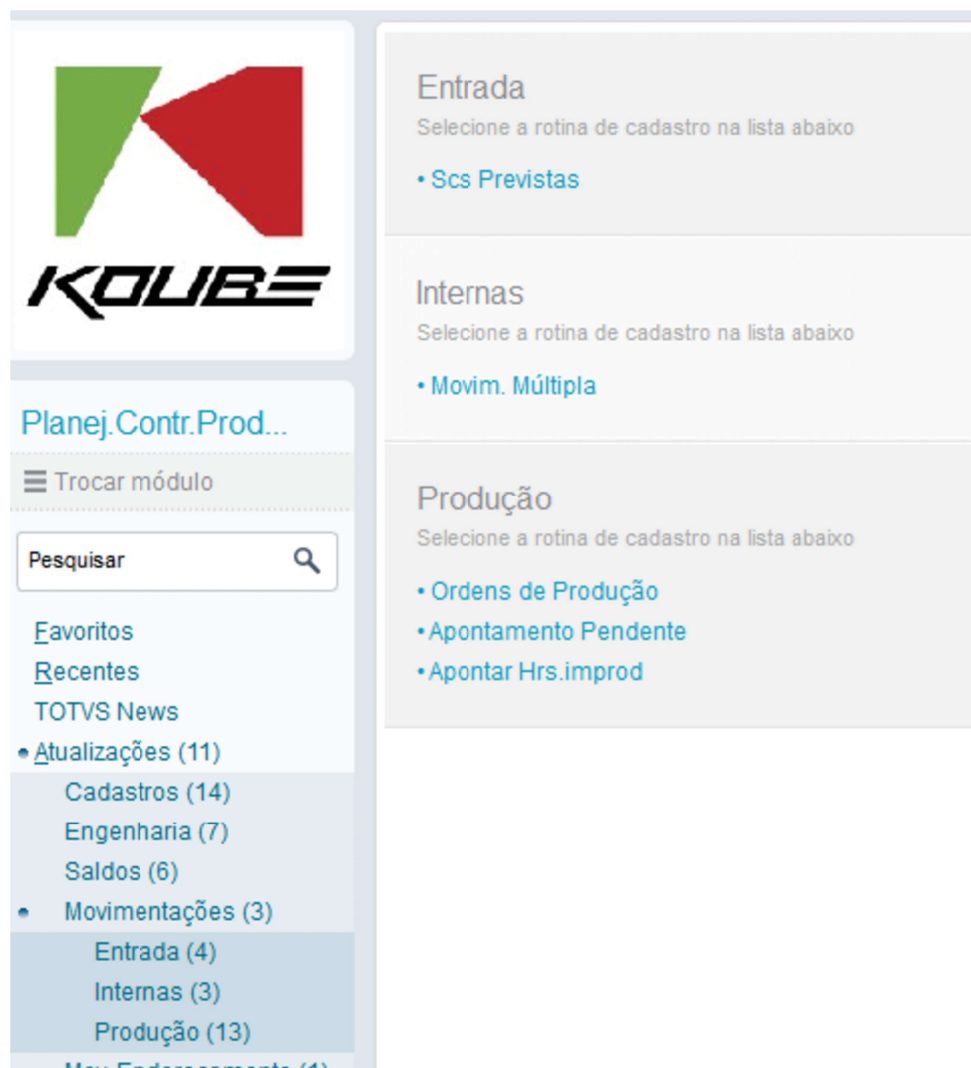 KOUBE
Planej.Contr.Prod...
Trocar módulo
Pesquisar
Favoritos
Recentes
TOTVS News
Atualizações (11)
Cadastros (14)
Engenharia (7)
Saldos (6)
Movimentações (3)
Entrada (4)
Internas (3)
Produção (13)
Entrada
Selecione a rotina de cadastro na lista abaixo
• Scs Previstas
Internas
Selecione a rotina de cadastro na lista abaixo
• Movim. Múltipla
Produção
Selecione a rotina de cadastro na lista abaixo
• Ordens de Produção
• Apontamento Pendente
• Apontar Hrs.improd